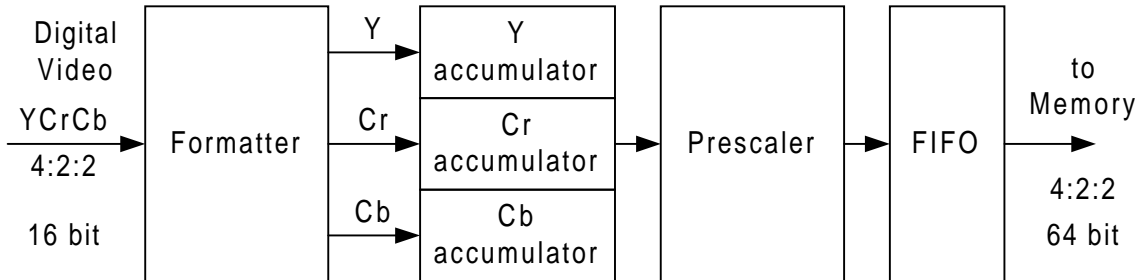 Digital
Video
YCrCb
4:2:2
16 bit
Formatter
Y
Cr
Cb
Y
accumulator
Cr
accumulator
Cb
accumulator
Prescaler
FIFO
to
Memory
4:2:2
64 bit